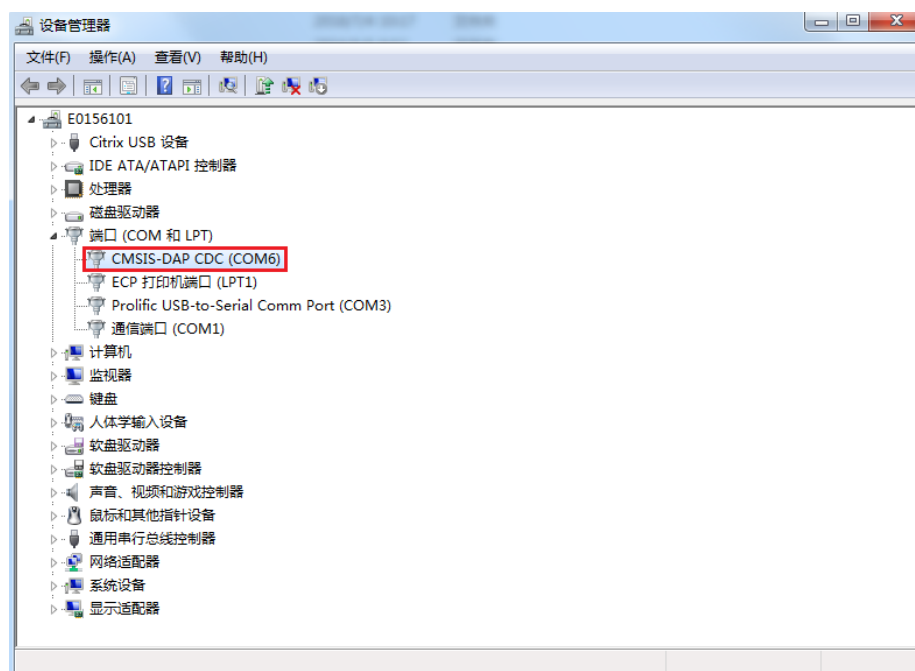 设备管理器
文件(F) 操作(A) 查看(V) 帮助(H)
E0156101
Citrix USB 设备
IDE ATA/ATAPI 控制器
处理器
磁盘驱动器
端口 (COM 和 LPT)
CMSIS-DAP CDC (COM6)
ECP 打印机端口 (LPT1)
Prolific USB-to-Serial Comm Port (COM3)
通信端口 (COM1)
计算机
监视器
键盘
人体学输入设备
软盘驱动器
软盘驱动器控制器
声音、视频和游戏控制器
鼠标和其他指针设备
通用串行总线控制器
网络适配器
系统设备
显示适配器